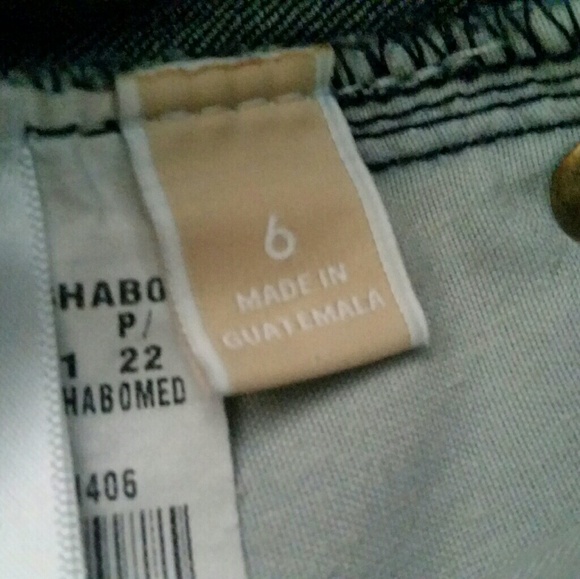 6
MADE IN
GUATEMALA
HABO
P/
1 22
HABOMED
1406